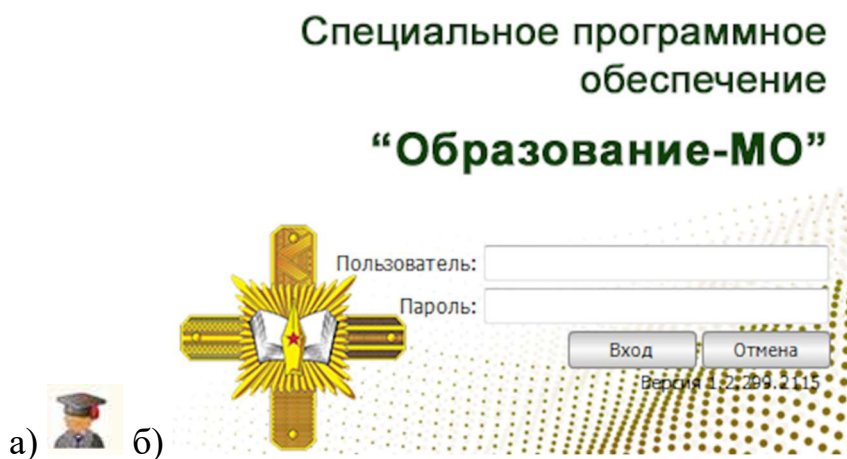 Специальное программное
обеспечение
“Образование-МО”
Пользователь:
Пароль:
Вход Отмена
Версия 1.2.299.2115
а) б)